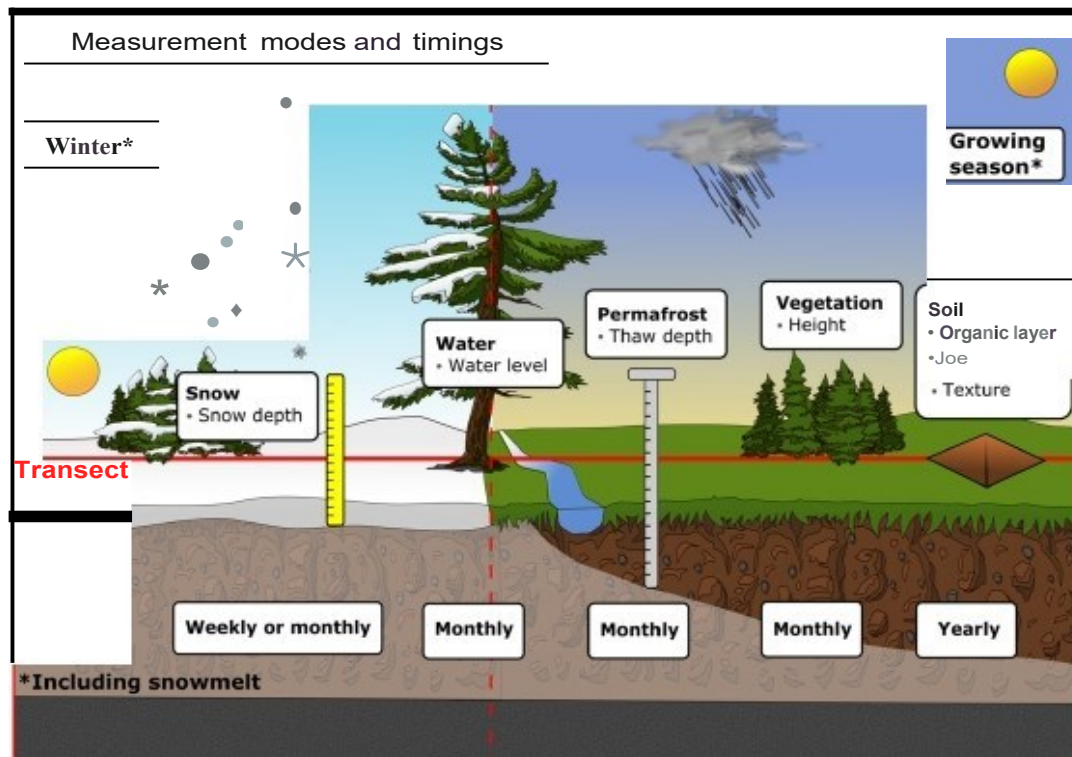 Measurement modes and timings
Winter*
Growing
season*
Snow
• Snow depth
Water
• Water level
Permafrost
• Thaw depth
Vegetation
• Height
Soil
• Organic layer
•Joe
• Texture
Transect
Weekly or monthly
Monthly
Monthly
Monthly
Yearly
*Including snowmelt